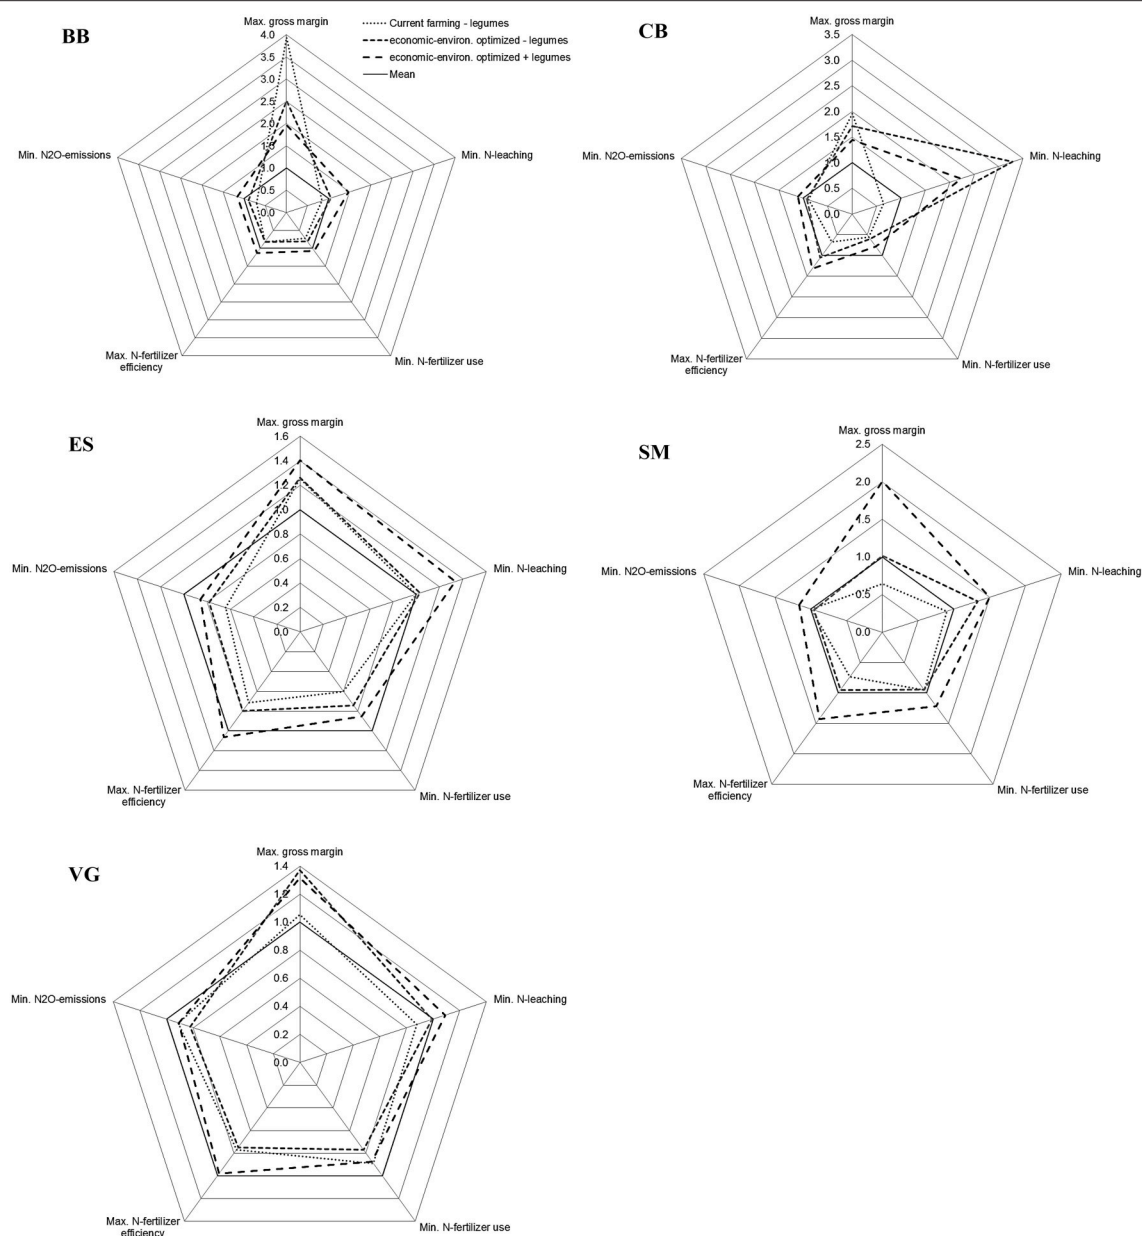 BB
Max. gross margin
4.0
3.5
3.0
2.5
2.0
1.5
1.0
0.5
0.0
Current farming - legumes
economic-environ. optimized - legumes
economic-environ. optimized + legumes
Mean
Min. N2O-emissions
Min. N-leaching
Max. N-fertilizer
efficiency
Min. N-fertilizer use
CB
Max. gross margin
3.5
3.0
2.5
2.0
1.5
1.0
0.5
0.0
Min. N2O-emissions
Min. N-leaching
Max. N-fertilizer
efficiency
Min. N-fertilizer use
ES
Max. gross margin
1.6
1.4
1.2
1.0
0.8
0.6
0.4
0.2
0.0
Min. N2O-emissions
Min. N-leaching
Max. N-fertilizer
efficiency
Min. N-fertilizer use
SM
Max. gross margin
2.5
2.0
1.5
1.0
0.5
0.0
Min. N2O-emissions
Min. N-leaching
Max. N-fertilizer
efficiency
Min. N-fertilizer use
VG
Max. gross margin
1.4
1.2
1.0
0.8
0.6
0.4
0.2
0.0
Min. N2O-emissions
Min. N-leaching
Max. N-fertilizer
efficiency
Min. N-fertilizer use